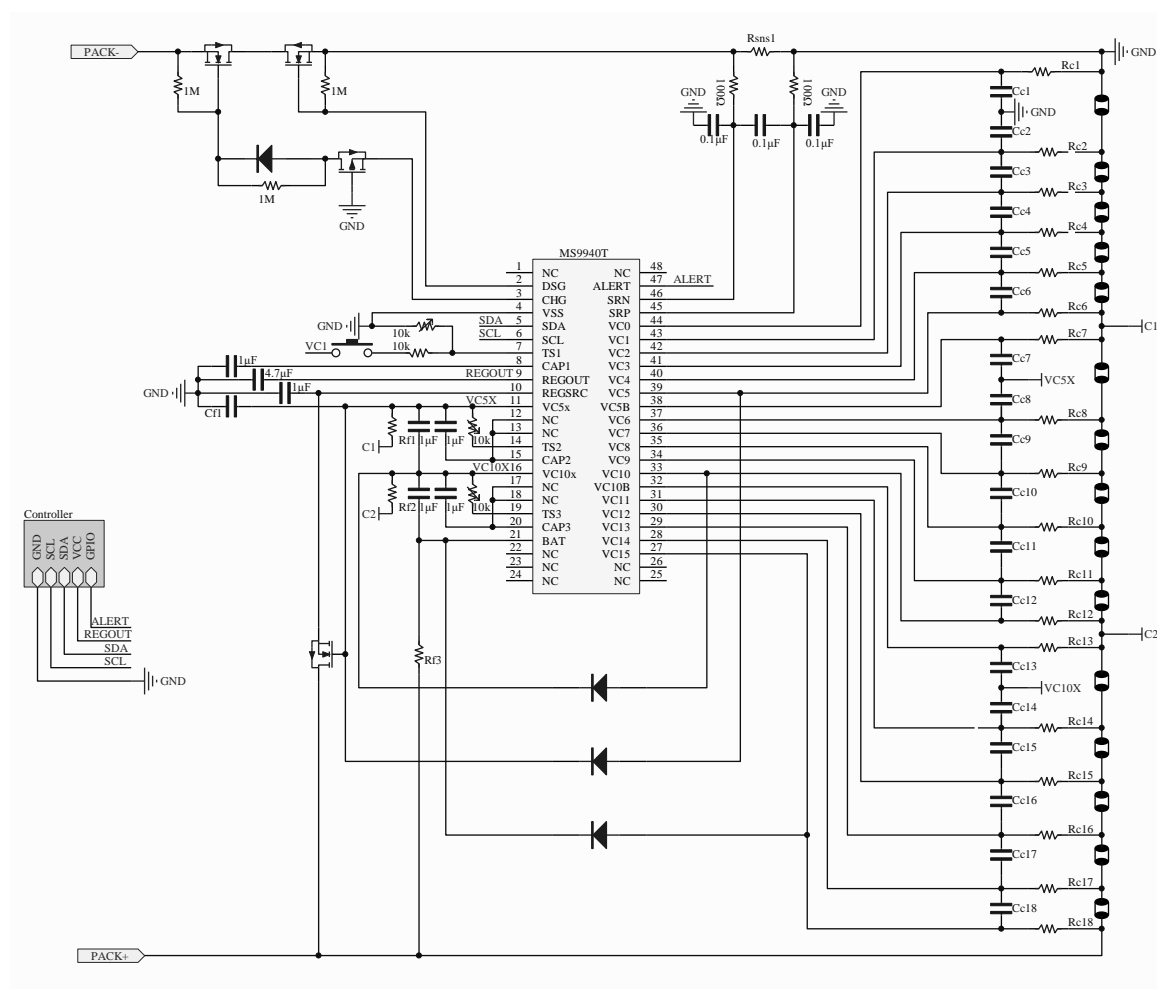 PACK-
1M
1M
1M
GND
Rsns1
100Ω
100Ω
GND
GND
0.1μF
0.1μF
0.1μF
GND
Rc1
Cc1
GND
Cc2
Rc2
Cc3
Rc3
Cc4
Rc4
Cc5
Rc5
Cc6
Rc6
C1
Rc7
Cc7
VC5X
Cc8
Rc8
Cc9
Rc9
Cc10
Rc10
Cc11
Rc11
Cc12
Rc12
C2
Rc13
Cc13
VC10X
Cc14
Rc14
Cc15
Rc15
Cc16
Rc16
Cc17
Rc17
Cc18
Rc18
MS9940T
1 NC NC 48
2 DSG ALERT 47 ALERT
3 CHG SRN 46
4 VSS SRP 45
SDA 5 SDA VC0 44
SCL 6 SCL VC1 43
7 TS1 VC2 42
8 CAP1 VC3 41
REGOUT 9 REGOUT VC4 40
10 REGSRC VC5 39
VC5X 11 VC5x VC5B 38
12 NC VC6 37
13 NC VC7 36
14 TS2 VC8 35
15 CAP2 VC9 34
VC10X 16 VC10x VC10 33
17 NC VC10B 32
18 NC VC11 31
19 TS3 VC12 30
20 CAP3 VC13 29
21 BAT VC14 28
22 NC VC15 27
23 NC NC 26
24 NC NC 25
GND
10k
VC1
10k
1μF
4.7μF
1μF
GND
Cf1
C1
Rf1
1μF
1μF
10k
C2
Rf2
1μF
1μF
10k
Rf3
Controller
GND
SCL
SDA
VCC
GPIO
ALERT
REGOUT
SDA
SCL
GND
PACK+